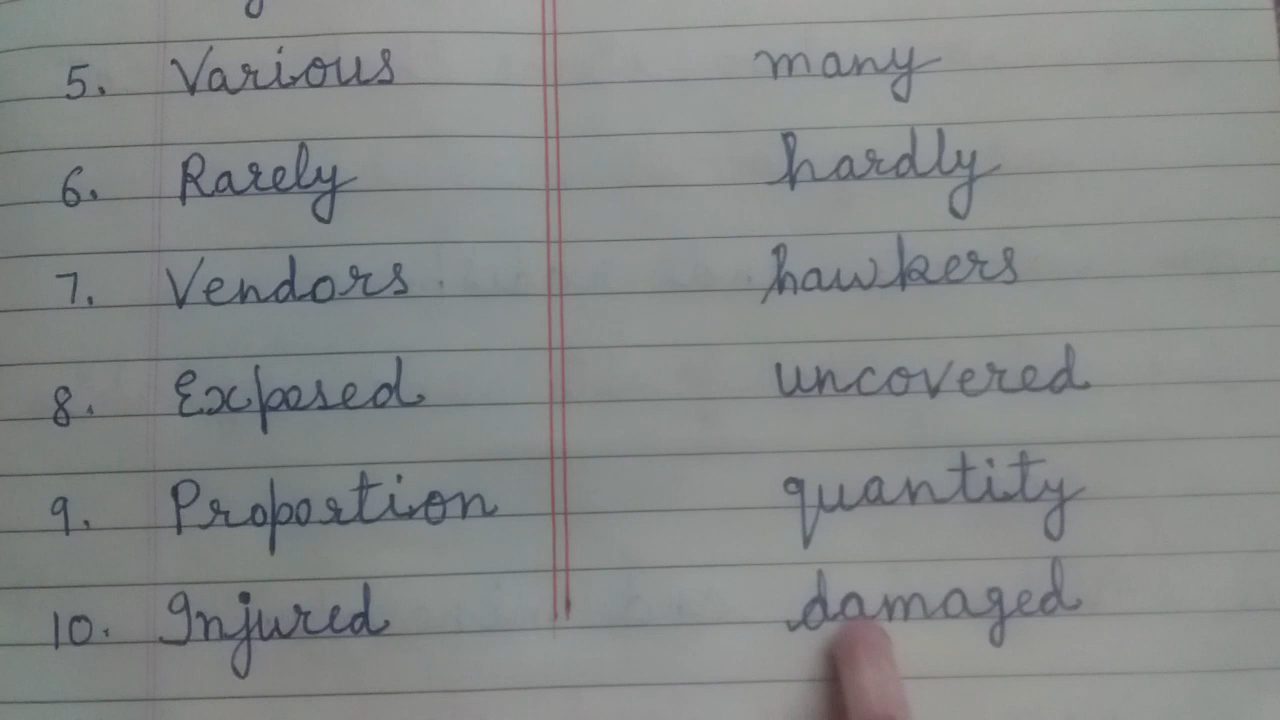 5. Various many
6. Rarely hardly
7. Vendors hawkers
8. Exposed uncovered
9. Proportion quantity
10. Injured damaged